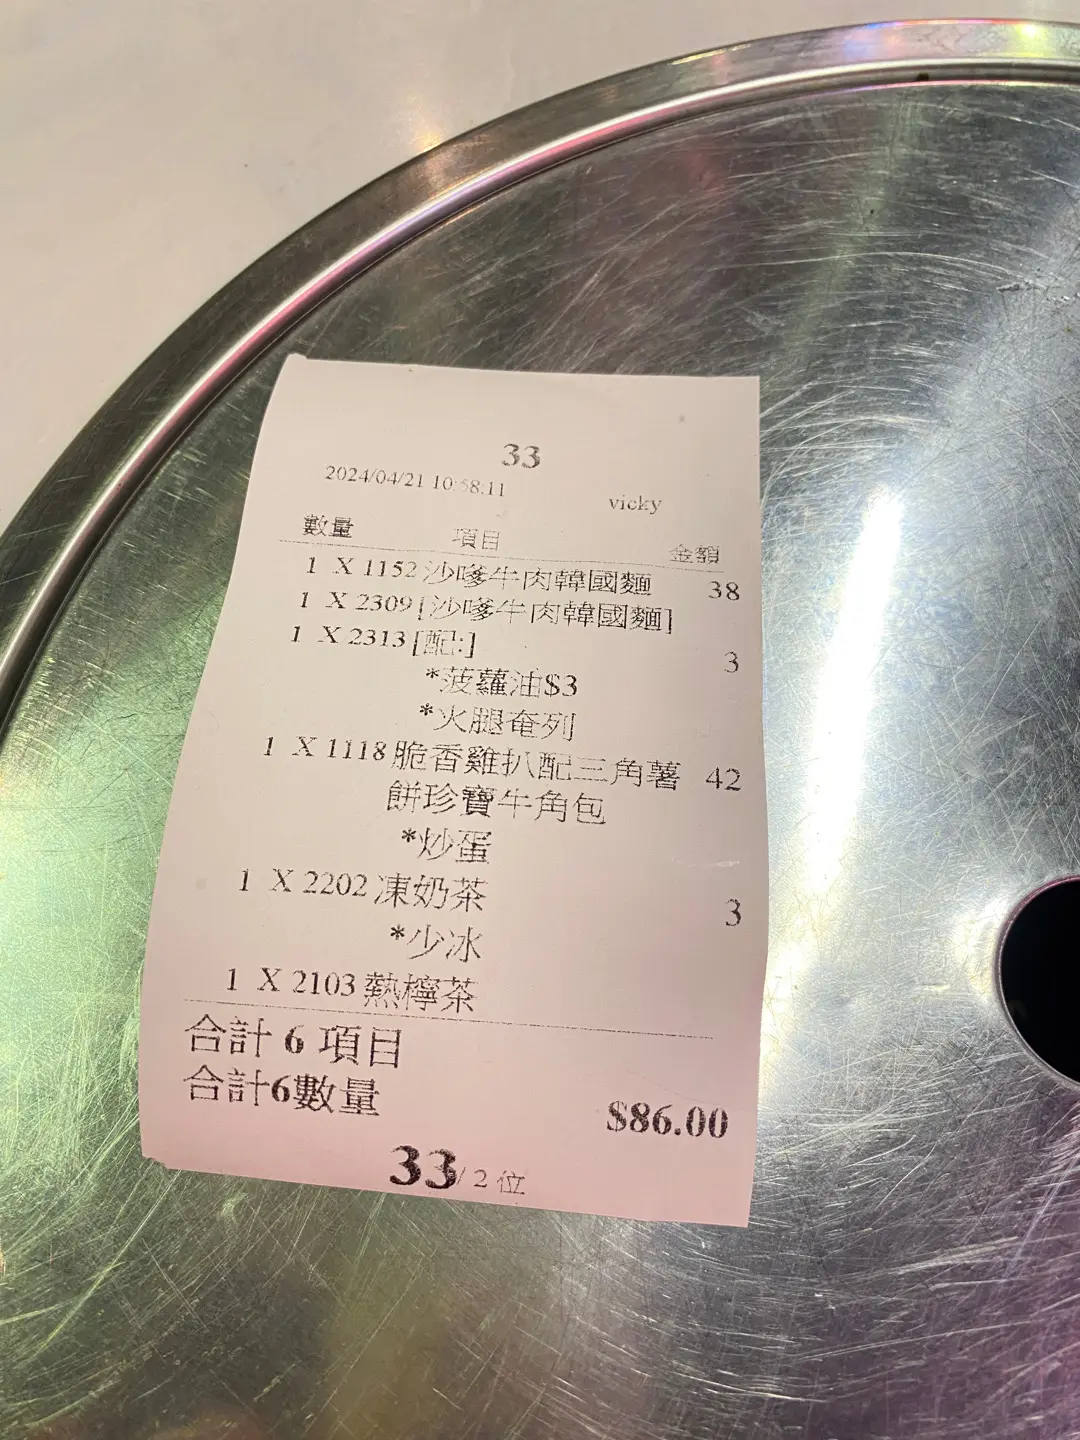 33
2024/04/21 10:58:11 vicky
數量 項目 金額
1 X 1152 沙嗲牛肉韓國麵 38
1 X 2309 [沙嗲牛肉韓國麵]
1 X 2313 [配:] 3
*菠蘿油$3
*火腿奄列
1 X 1118 脆香雞扒配三角薯 42
餅珍寶牛角包
*炒蛋
1 X 2202 凍奶茶 3
*少冰
1 X 2103 熱檸茶
合計 6 項目
合計6數量
$86.00
33 / 2 位